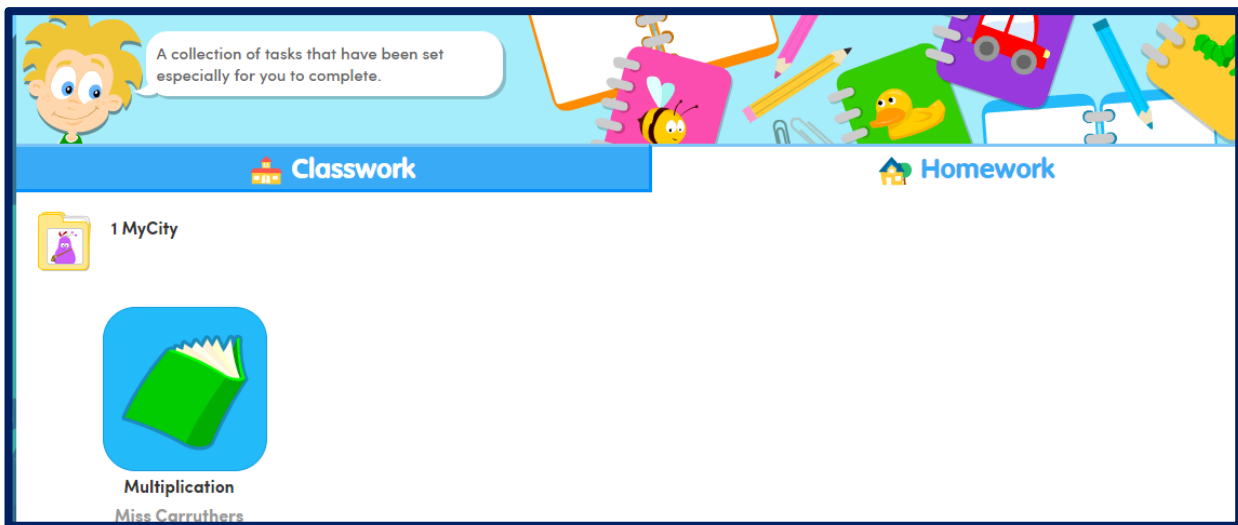 A collection of tasks that have been set
especially for you to complete.
Classwork
Homework
1 MyCity
Multiplication
Miss Carruthers